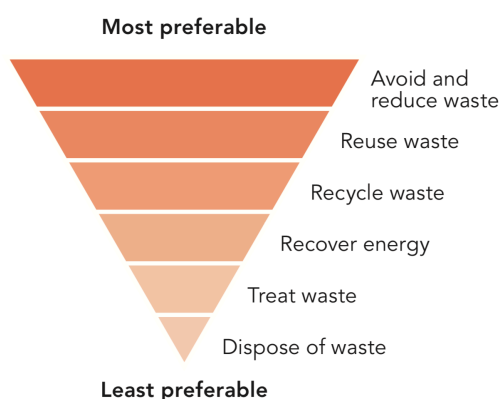 Most preferable
Avoid and
reduce waste
Reuse waste
Recycle waste
Recover energy
Treat waste
Dispose of waste
Least preferable